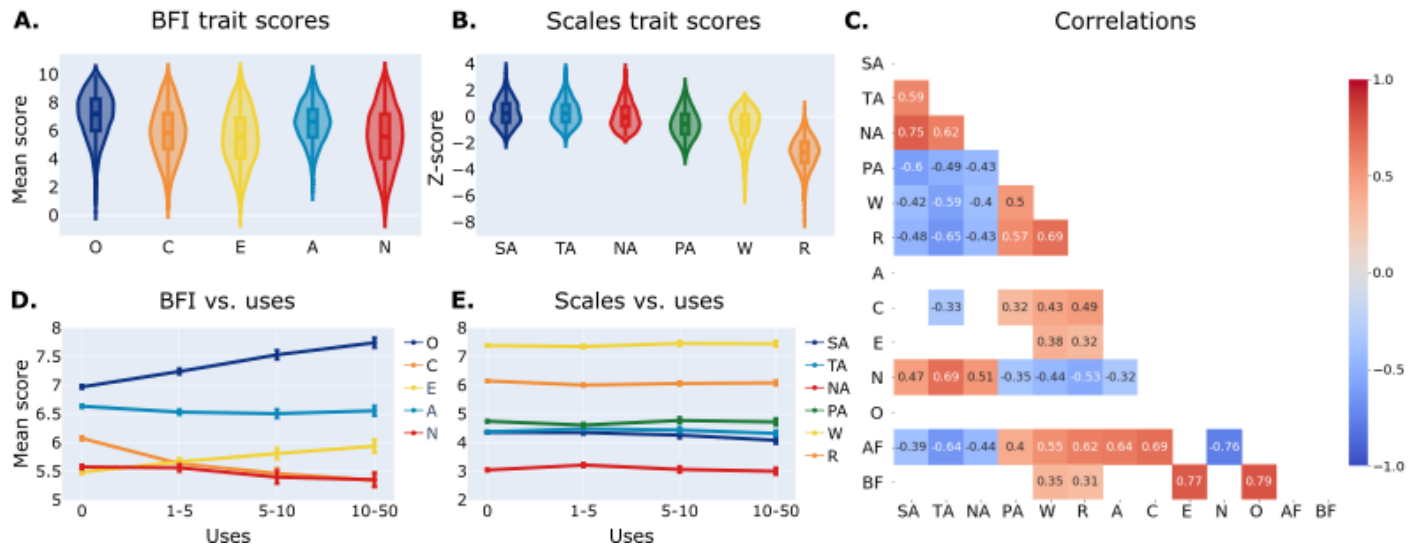 A. BFI trait scores
Mean score
10
8
6
4
2
0
O C E A N
B. Scales trait scores
Z-score
4
2
0
−2
−4
−6
−8
SA TA NA PA W R
C. Correlations
SA
TA 0.59
NA 0.75 0.62
PA -0.6 -0.49 -0.43
W -0.42 -0.59 -0.4 0.5
R -0.48 -0.65 -0.43 0.57 0.69
A
C -0.33 0.32 0.43 0.49
E 0.38 0.32
N 0.47 0.69 0.51 -0.35 -0.44 -0.53 -0.32
O
AF -0.39 -0.64 -0.44 0.4 0.55 0.62 0.64 0.69 -0.76
BF 0.35 0.31 0.77 0.79
SA TA NA PA W R A C E N O AF BF
1.0
0.5
0.0
−0.5
−1.0
D. BFI vs. uses
Mean score
8
7.5
7
6.5
6
5.5
5
0 1-5 5-10 10-50
Uses
O
C
E
A
N
E. Scales vs. uses
8
7
6
5
4
3
2
0 1-5 5-10 10-50
Uses
SA
TA
NA
PA
W
R